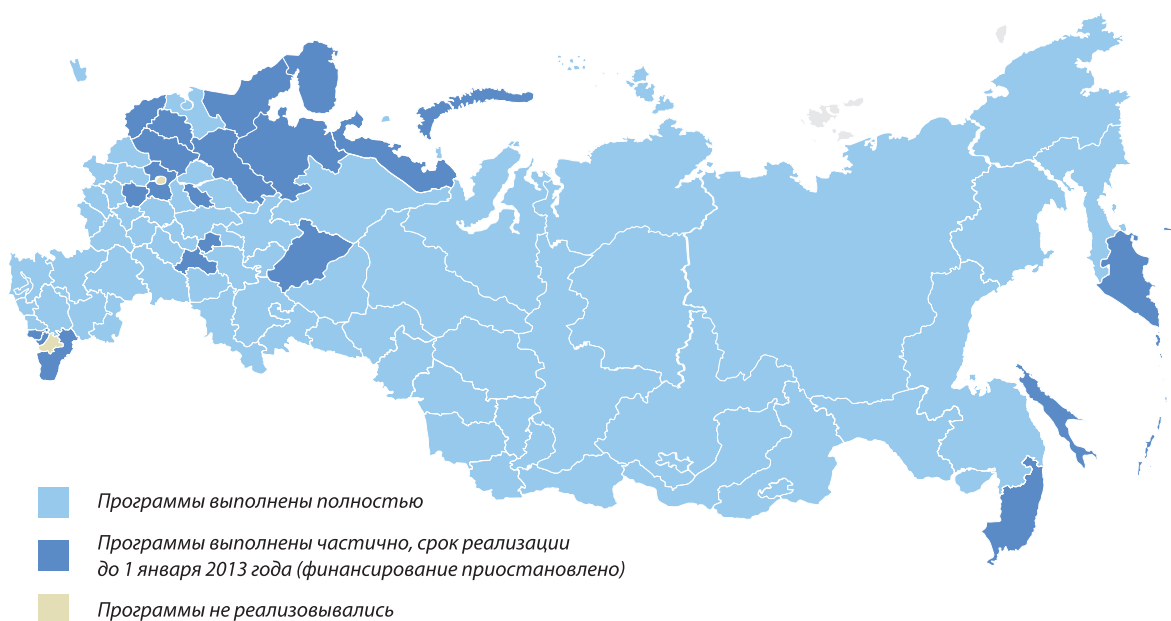 Программы выполнены полностью
Программы выполнены частично, срок реализации
до 1 января 2013 года (финансирование приостановлено)
Программы не реализовывались